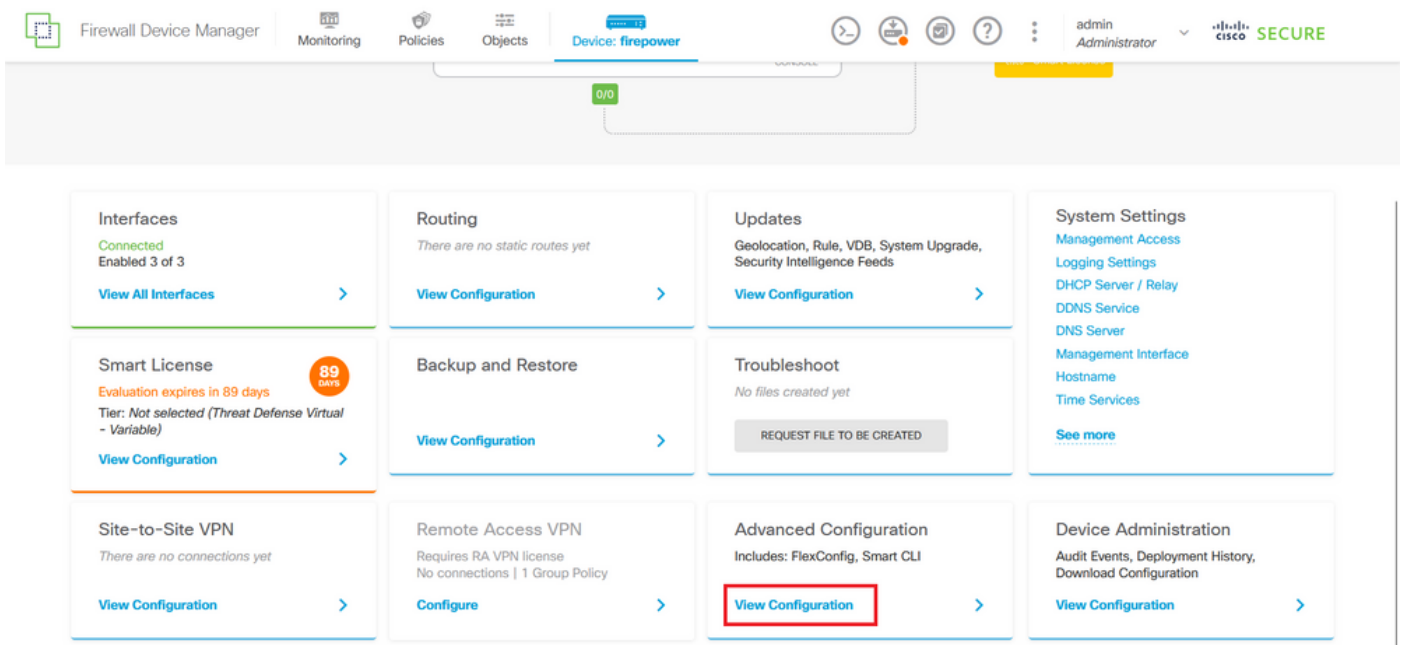 Firewall Device Manager
Monitoring
Policies
Objects
Device: firepower
admin
Administrator
cisco SECURE
CONSOLE
0/0
Interfaces
Connected
Enabled 3 of 3
View All Interfaces
Routing
There are no static routes yet
View Configuration
Updates
Geolocation, Rule, VDB, System Upgrade,
Security Intelligence Feeds
View Configuration
System Settings
Management Access
Logging Settings
DHCP Server / Relay
DDNS Service
DNS Server
Management Interface
Hostname
Time Services
See more
Smart License
89
DAYS
Evaluation expires in 89 days
Tier: Not selected (Threat Defense Virtual
- Variable)
View Configuration
Backup and Restore
View Configuration
Troubleshoot
No files created yet
REQUEST FILE TO BE CREATED
Site-to-Site VPN
There are no connections yet
View Configuration
Remote Access VPN
Requires RA VPN license
No connections | 1 Group Policy
Configure
Advanced Configuration
Includes: FlexConfig, Smart CLI
View Configuration
Device Administration
Audit Events, Deployment History,
Download Configuration
View Configuration